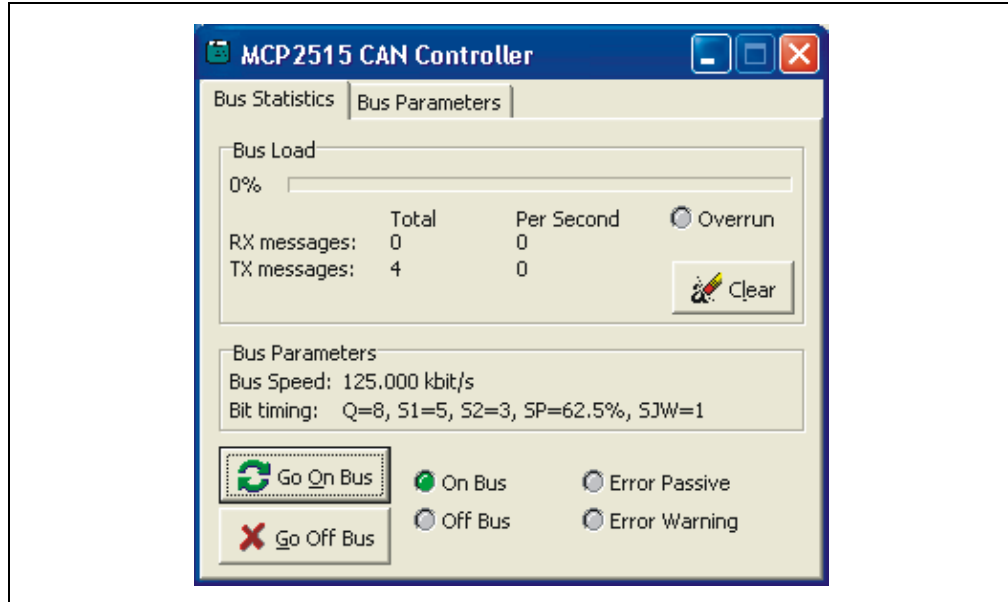 MCP2515 CAN Controller
Bus Statistics Bus Parameters
Bus Load
0%
Total Per Second Overrun
RX messages: 0 0
TX messages: 4 0
Clear
Bus Parameters
Bus Speed: 125.000 kbit/s
Bit timing: Q=8, S1=5, S2=3, SP=62.5%, SJW=1
Go On Bus On Bus Error Passive
Go Off Bus Off Bus Error Warning